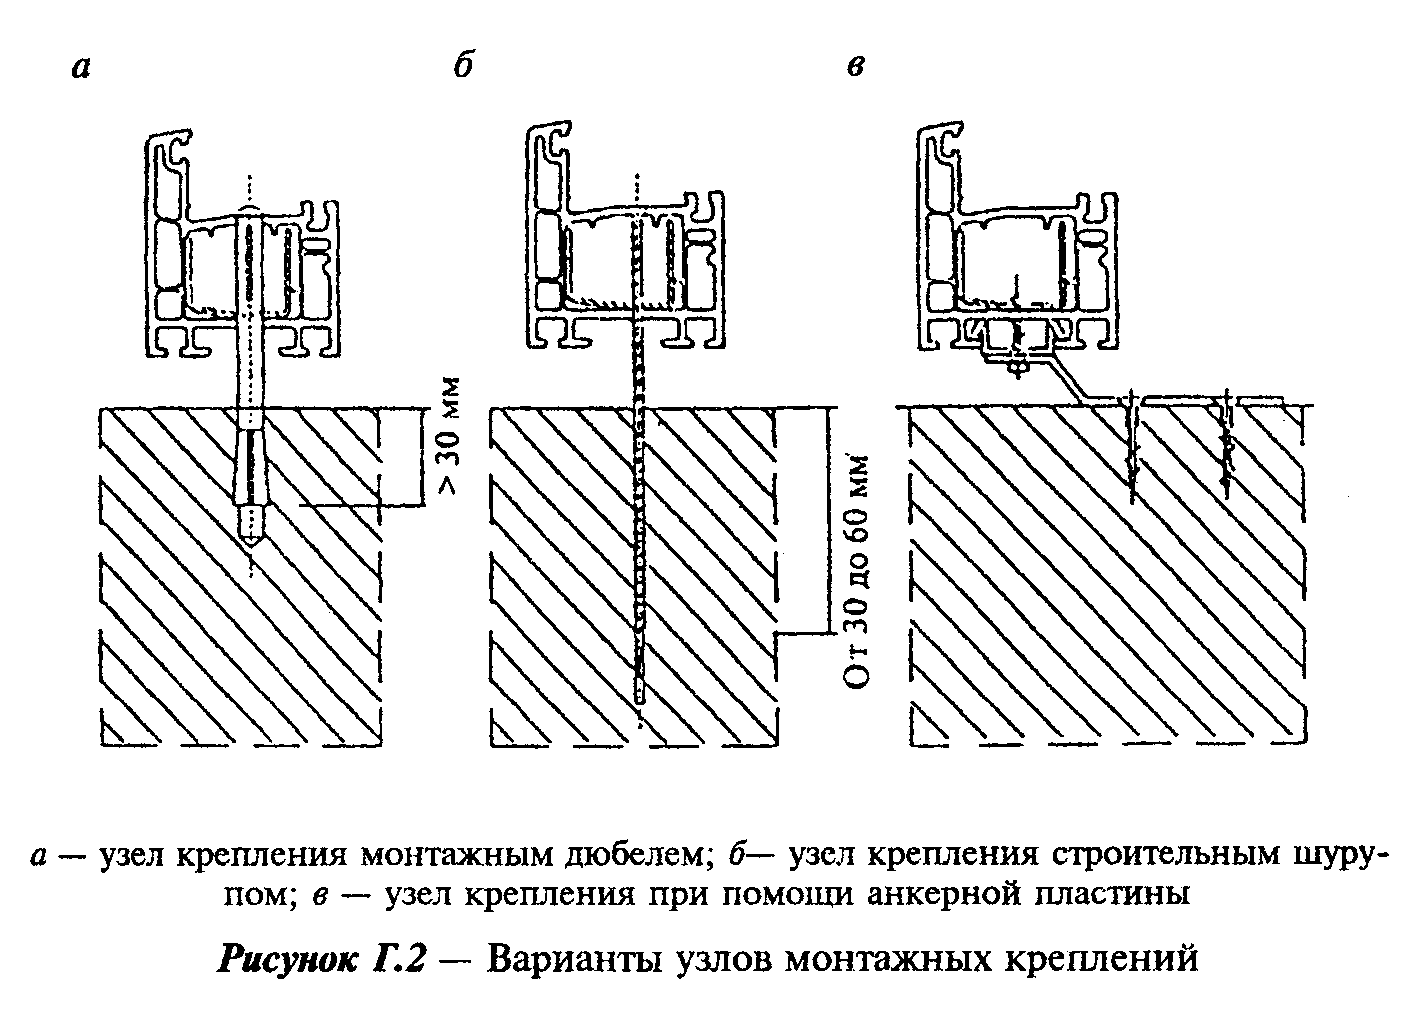 а
б
в
> 30 мм
От 30 до 60 мм
а — узел крепления монтажным дюбелем; б— узел крепления строительным шуру-
пом; в — узел крепления при помощи анкерной пластины
Рисунок Г.2 — Варианты узлов монтажных креплений